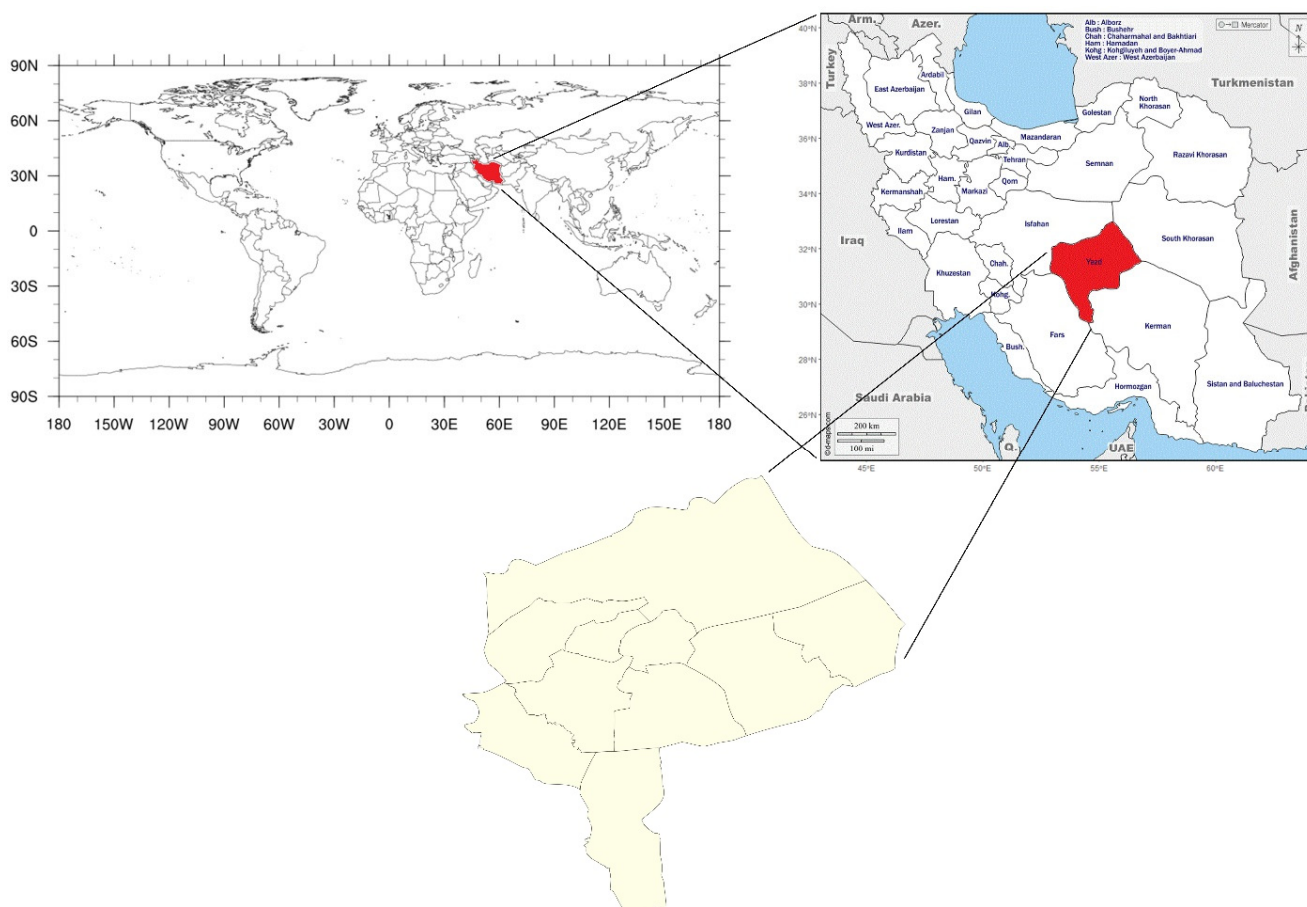 90N
60N
30N
0
30S
60S
90S
180 150W 120W 90W 60W 30W 0 30E 60E 90E 120E 150E 180
Alb : Alborz
Bush : Bushehr
Chah : Chaharmahal and Bakhtiari
Ham : Hamadan
Kohg : Kohgiluyeh and Boyer-Ahmad
West Azer : West Azerbaijan
Mercator
N
40°N
38°N
36°N
34°N
32°N
30°N
28°N
26°N
Arm.
Azer.
Turkey
Turkmenistan
Ardabil
East Azerbaijan
North
Khorasan
Golestan
Gilan
West Azer.
Zanjan
Mazandaran
Qazvin
Alb.
Kurdistan
Tehran
Semnan
Razavi Khorasan
Ham.
Qom
Kermanshah
Markazi
Lorestan
Isfahan
Ilam
South Khorasan
Iraq
Afghanistan
Yazd
Chah.
Khuzestan
Kohg.
Fars
Kerman
Bush.
Hormozgan
Sistan and Baluchestan
Saudi Arabia
200 km
100 mi
Q.
UAE
45°E 50°E 55°E 60°E